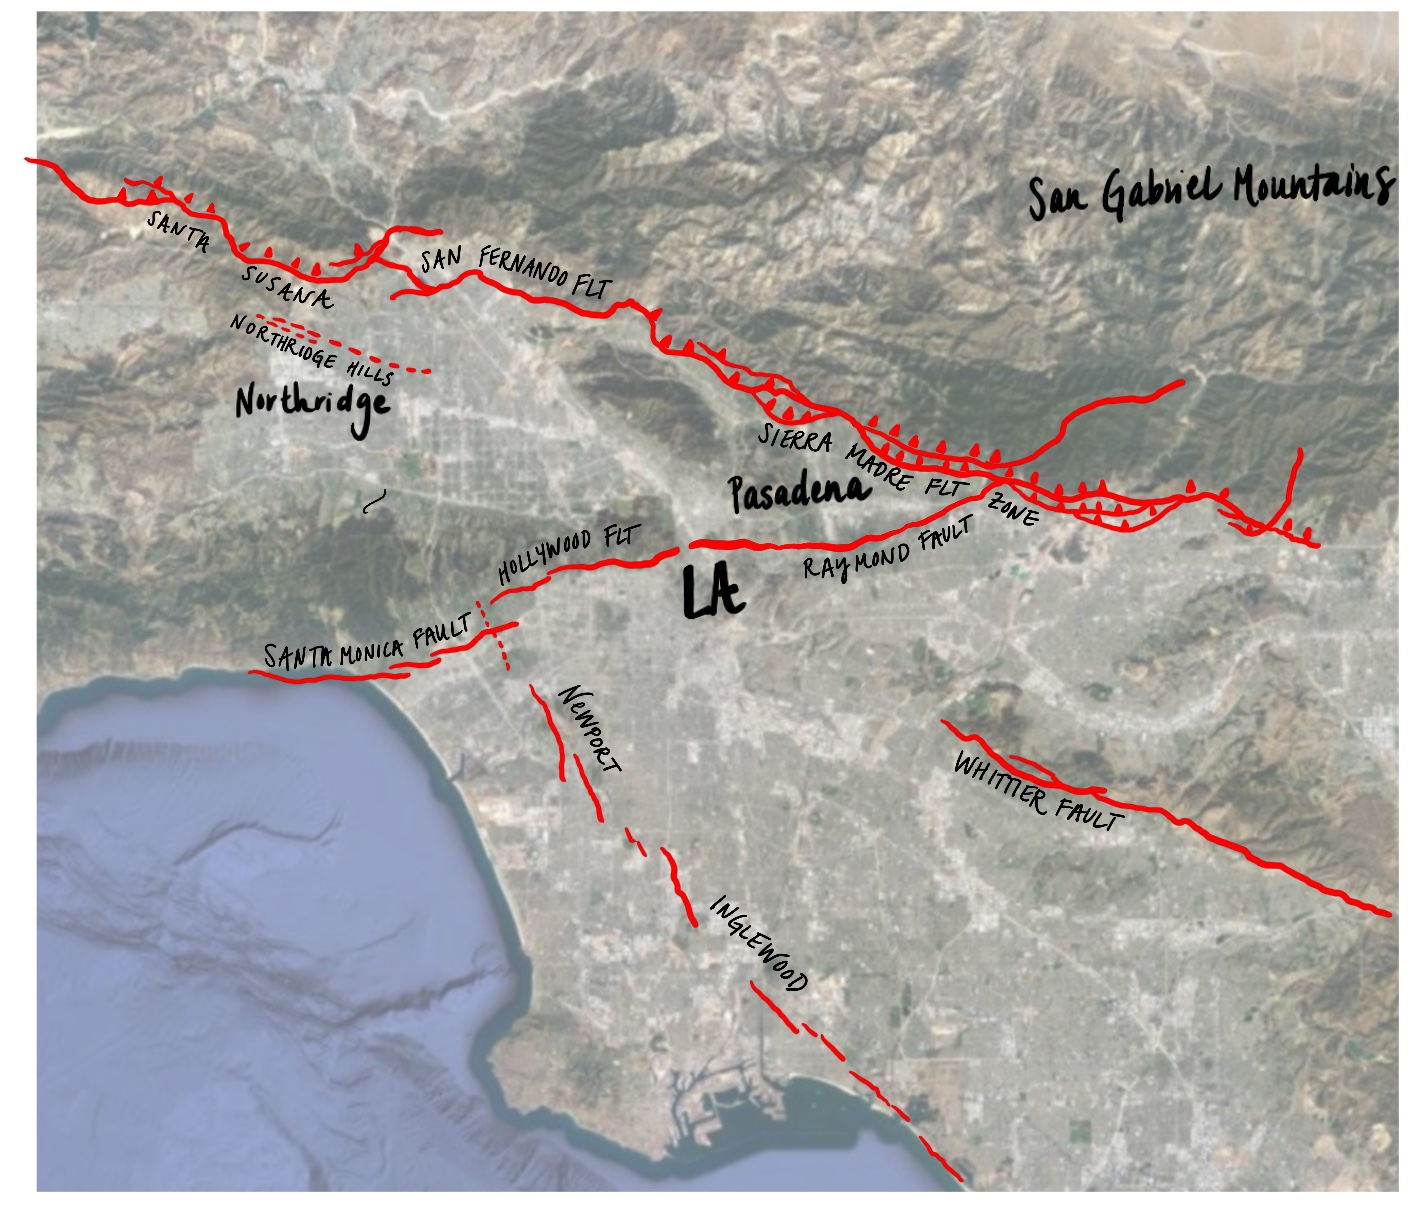 San Gabriel Mountains
SANTA
SUSANA
SAN FERNANDO FLT
NORTHRIDGE HILLS
Northridge
SIERRA MADRE FLT ZONE
Pasadena
HOLLYWOOD FLT
RAYMOND FAULT
LA
SANTA MONICA FAULT
NEWPORT
INGLEWOOD
WHITTIER FAULT